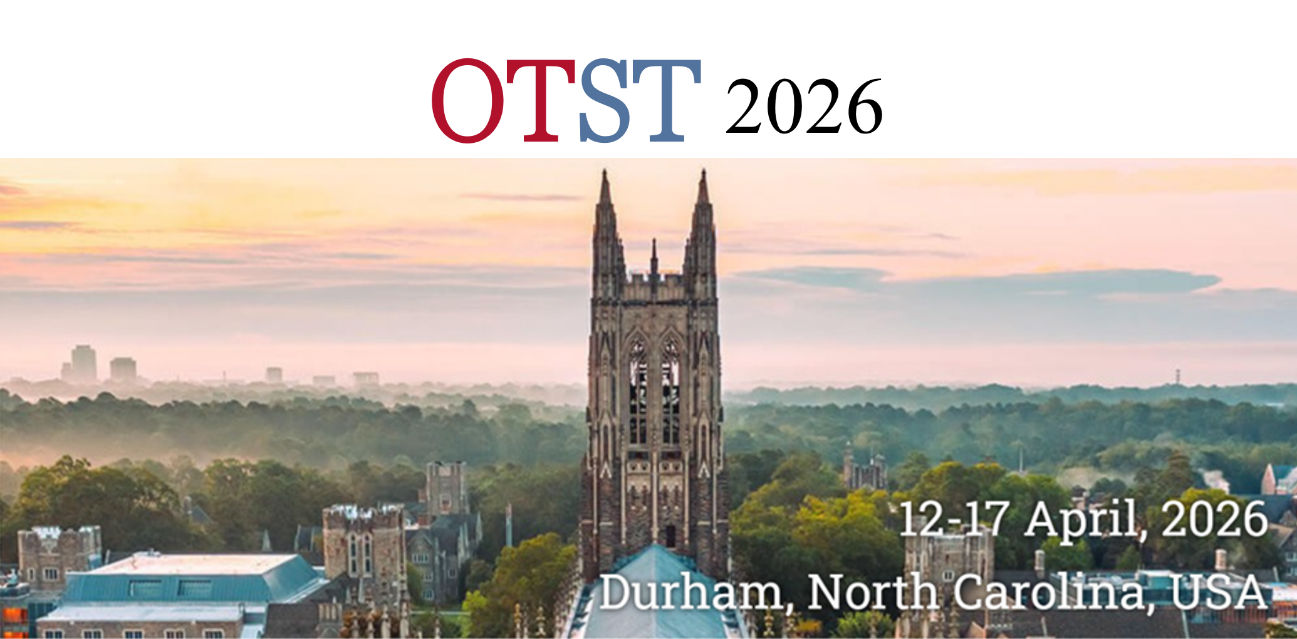 OTST 2026
12-17 April, 2026
Durham, North Carolina, USA